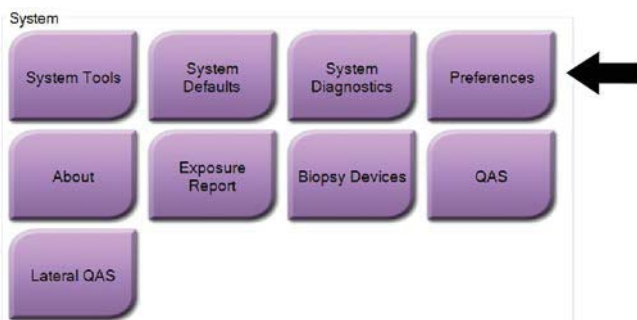 System
System Tools
System
Defaults
System
Diagnostics
Preferences
About
Exposure
Report
Biopsy Devices
QAS
Lateral QAS